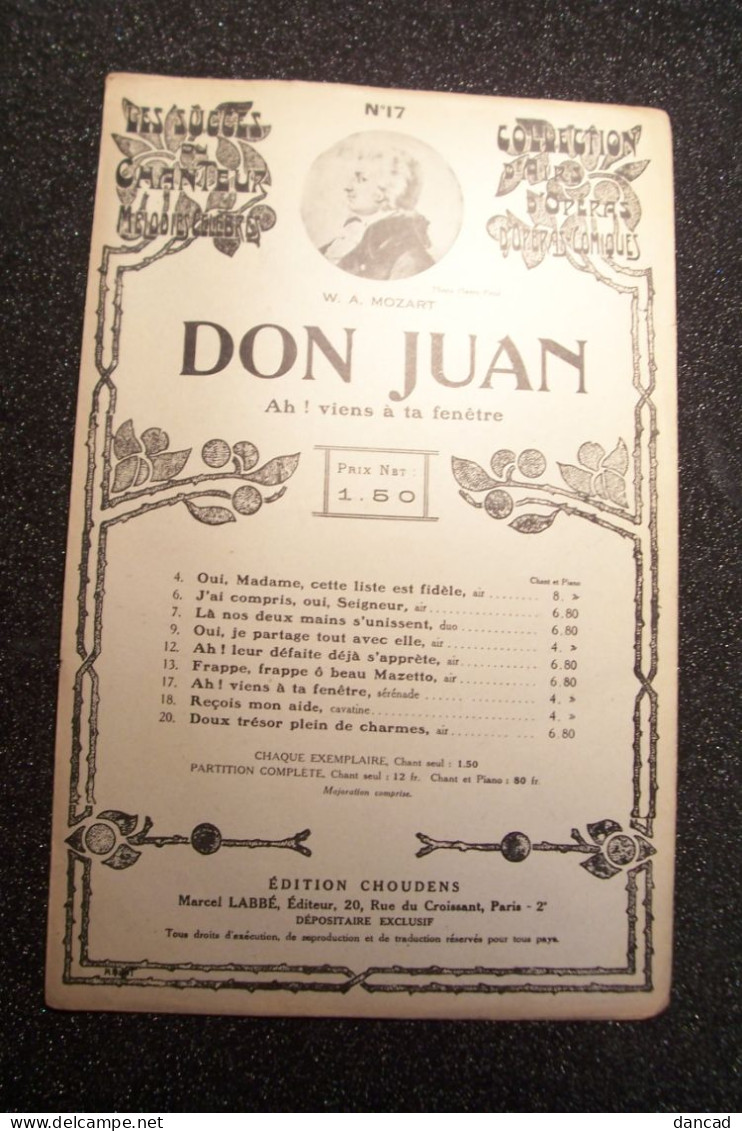 LES SUCCÈS
DU
CHANTEUR
MÉLODIES CÉLÈBRES
N°17
COLLECTION
D'AIRS
D'OPÉRAS
D'OPÉRAS-COMIQUES
W. A. MOZART
DON JUAN
Ah ! viens à ta fenêtre
PRIX NET :
1.50
Chant et Piano
4. Oui, Madame, cette liste est fidèle, air ........ 8. »
6. J'ai compris, oui, Seigneur, air ................ 6.80
7. Là nos deux mains s'unissent, duo ............ 6.80
9. Oui, je partage tout avec elle, air ............ 4. »
12. Ah ! leur défaite déjà s'apprête, air ............ 6.80
13. Frappe, frappe ô beau Mazetto, air ............ 6.80
17. Ah ! viens à ta fenêtre, sérénade ............ 4. »
18. Reçois mon aide, cavatine ............ 4. »
20. Doux trésor plein de charmes, air ............ 6.80
CHAQUE EXEMPLAIRE, Chant seul : 1.50
PARTITION COMPLÈTE, Chant seul : 12 fr. Chant et Piano : 80 fr.
Majoration comprise.
ÉDITION CHOUDENS
Marcel LABBÉ, Éditeur, 20, Rue du Croissant, Paris - 2e
DÉPOSITAIRE EXCLUSIF
Tous droits d'exécution, de reproduction et de traduction réservés pour tous pays.
dancad